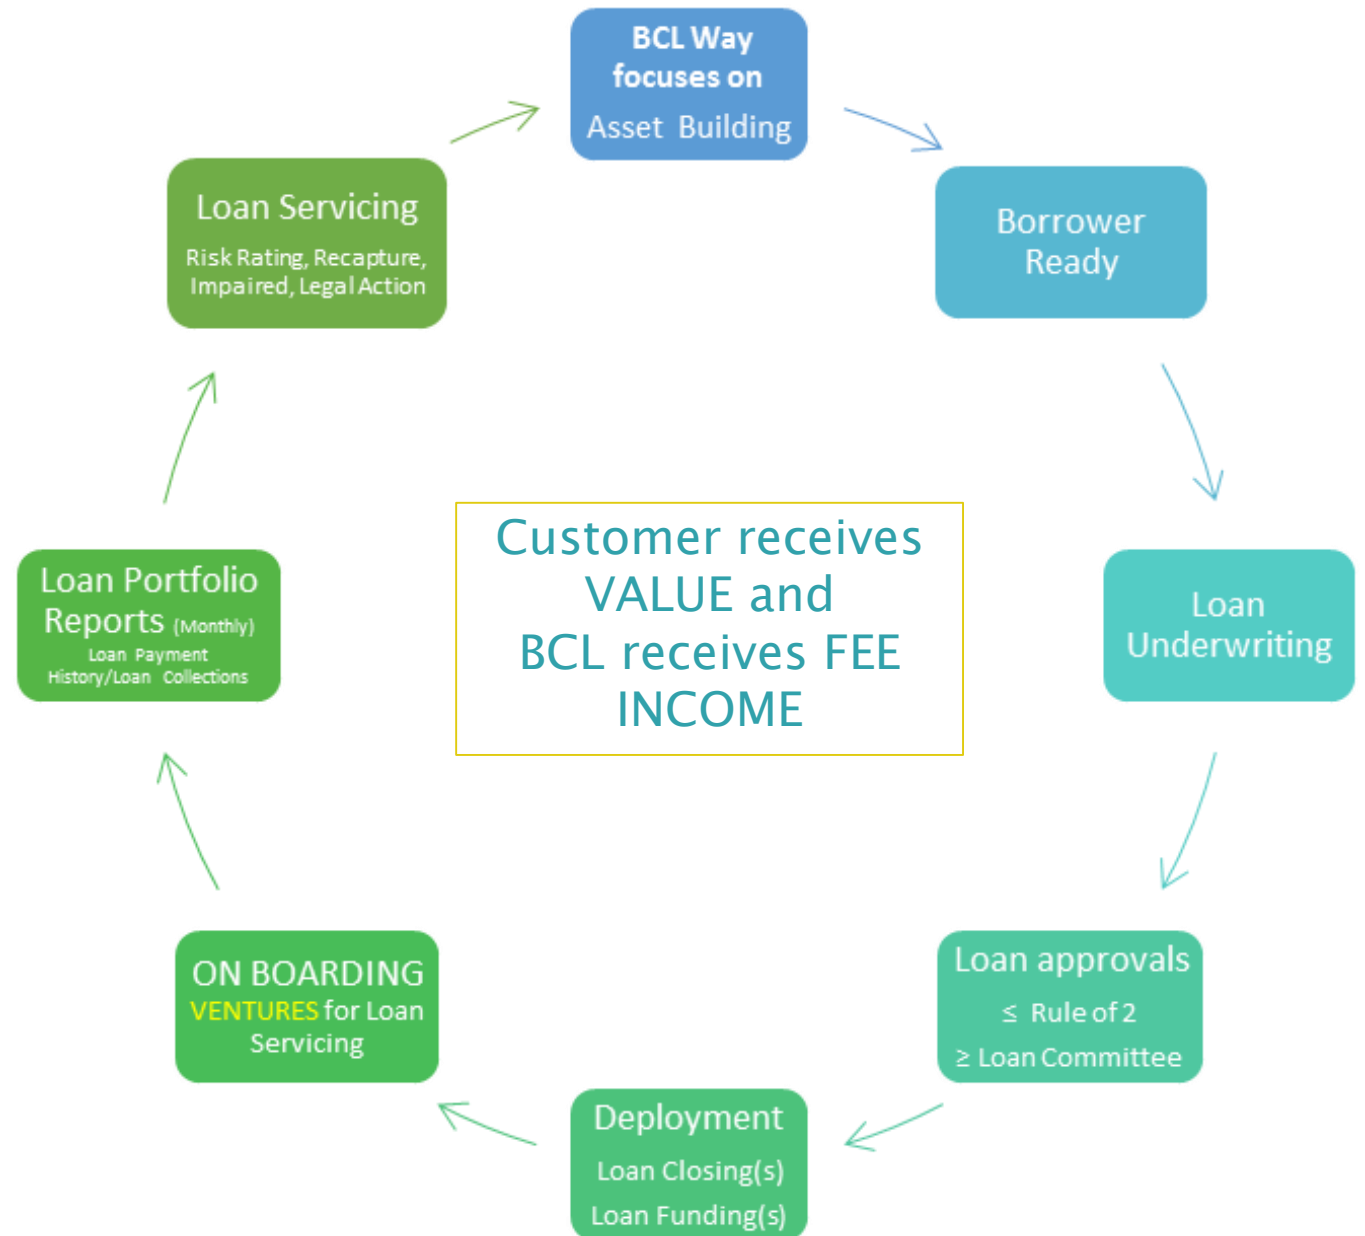 BCL Way
focuses on
Asset Building
Borrower
Ready
Loan
Underwriting
Loan approvals
≤ Rule of 2
≥ Loan Committee
Deployment
Loan Closing(s)
Loan Funding(s)
ON BOARDING
VENTURES for Loan
Servicing
Loan Portfolio
Reports (Monthly)
Loan Payment
History/Loan Collections
Loan Servicing
Risk Rating, Recapture,
Impaired, Legal Action
Customer receives
VALUE and
BCL receives FEE
INCOME